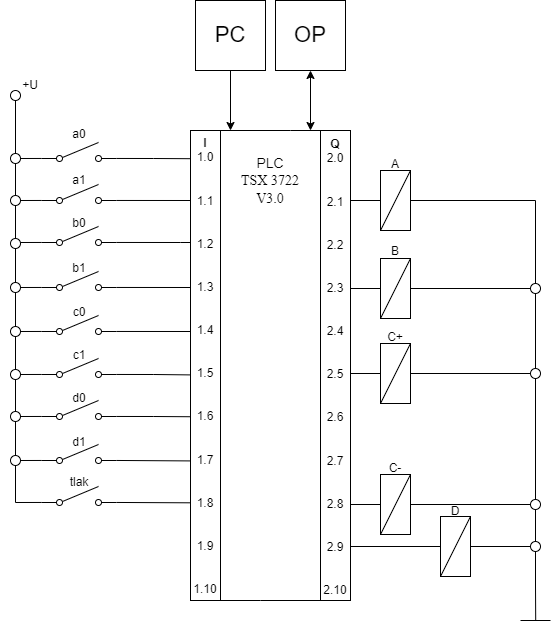 PC
OP
+U
I
PLC
TSX 3722
V3.0
Q
a0
1.0
2.0
A
a1
1.1
2.1
b0
1.2
2.2
B
b1
1.3
2.3
c0
1.4
2.4
C+
c1
1.5
2.5
d0
1.6
2.6
d1
1.7
2.7
C-
tlak
1.8
2.8
D
1.9
2.9
1.10
2.10